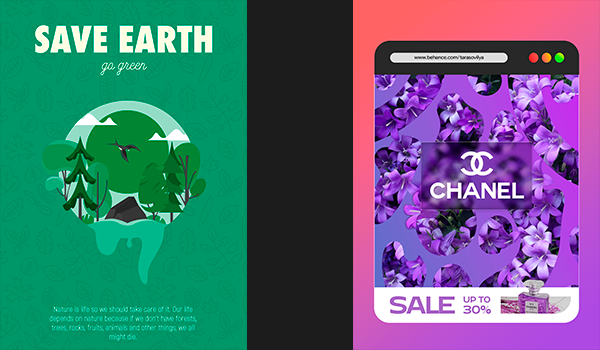 SAVE EARTH
go green
Nature is life so we should take care of it. Our life
depends on nature because if we don't have forests,
trees, rocks, fruits, animals and other things, we all
might die.
www.behance.com/tarasovilya
CHANEL
SALE
UP TO
30%